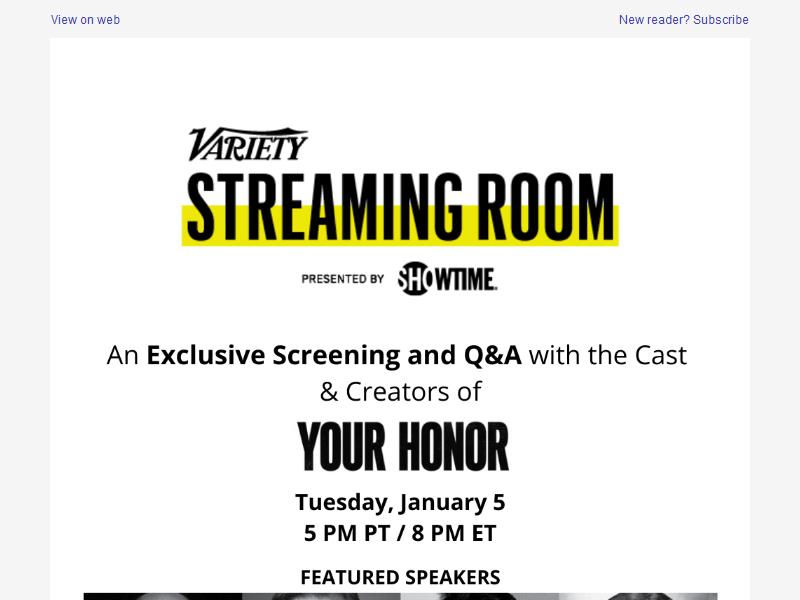 View on web
New reader? Subscribe
VARIETY
STREAMING ROOM
PRESENTED BY SHOWTIME.
An Exclusive Screening and Q&A with the Cast
& Creators of
YOUR HONOR
Tuesday, January 5
5 PM PT / 8 PM ET
FEATURED SPEAKERS